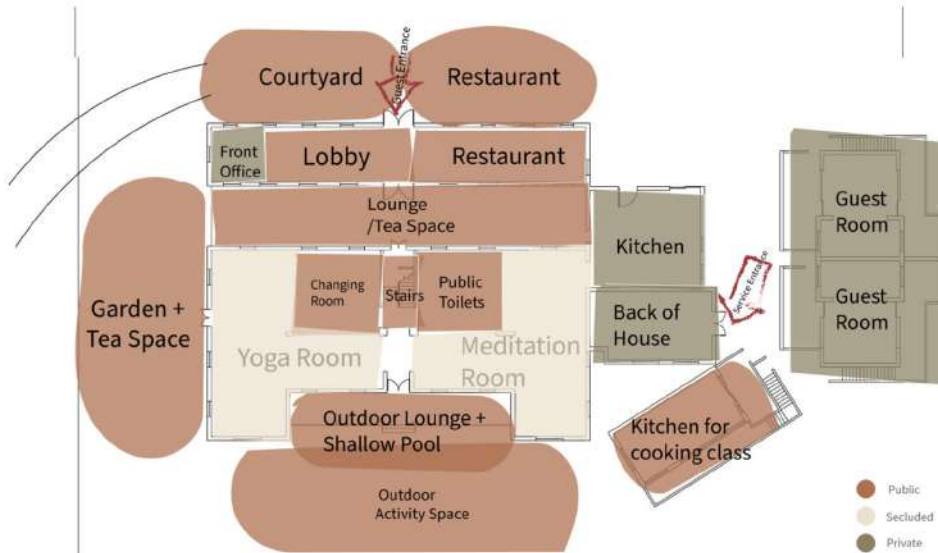 Courtyard
Guest Entrance
Restaurant
Front
Office
Lobby
Restaurant
Lounge
/Tea Space
Kitchen
Guest
Room
Changing
Room
Stairs
Public
Toilets
Service Entrance
Garden +
Tea Space
Back of
House
Guest
Room
Yoga Room
Meditation
Room
Outdoor Lounge +
Shallow Pool
Kitchen for
cooking class
Outdoor
Activity Space
Public
Secluded
Private